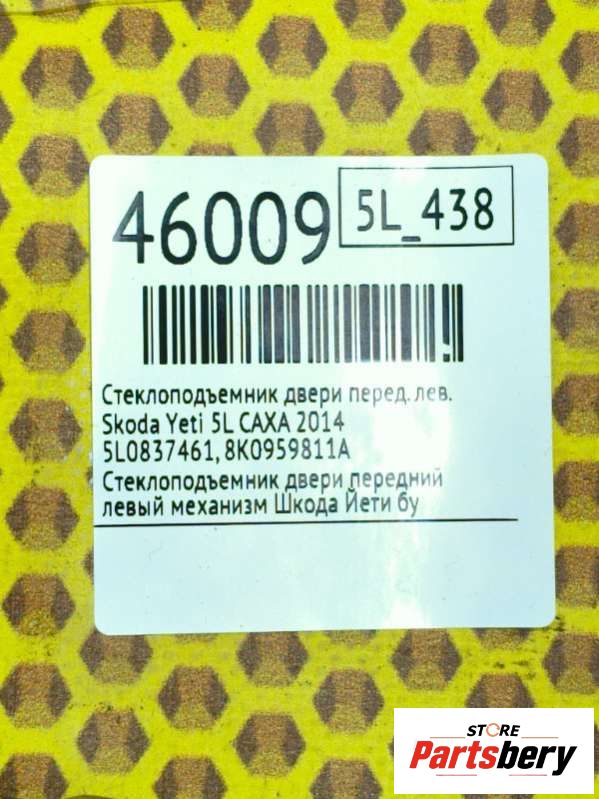 46009 5L_438
Стеклоподъемник двери перед. лев.
Skoda Yeti 5L CAXA 2014
5L0837461, 8K0959811A
Стеклоподъемник двери передний
левый механизм Шкода Йети бу
STORE
Partsbery